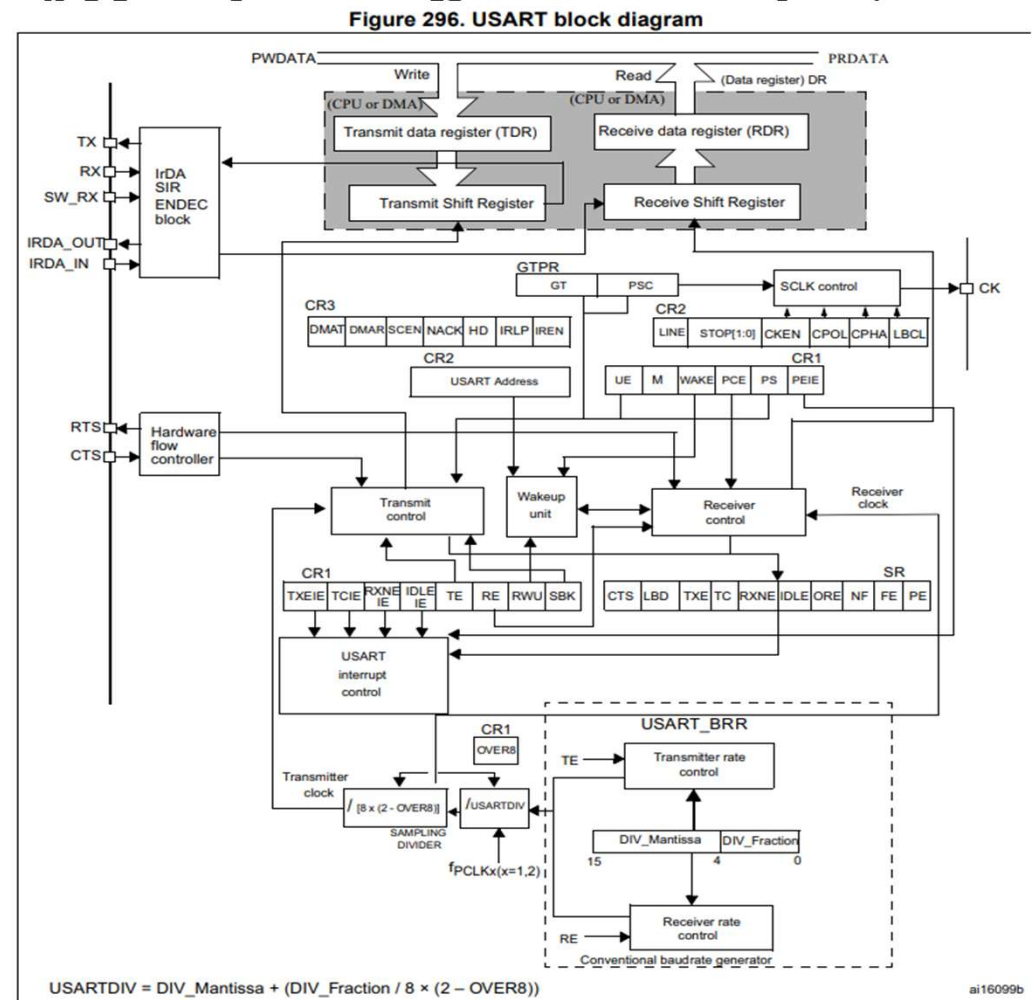 Figure 296. USART block diagram
PWDATA
PRDATA
Write
Read
(Data register) DR
(CPU or DMA)
(CPU or DMA)
TX
RX
SW_RX
IRDA_OUT
IRDA_IN
IrDA
SIR
ENDEC
block
Transmit data register (TDR)
Receive data register (RDR)
Transmit Shift Register
Receive Shift Register
GTPR
GT
PSC
SCLK control
CK
CR3
DMAT DMAR SCEN NACK HD IRLP IREN
CR2
LINE STOP[1:0] CKEN CPOL CPHA LBCL
CR2
USART Address
CR1
UE M WAKE PCE PS PEIE
RTS
CTS
Hardware
flow
controller
Transmit
control
Wakeup
unit
Receiver
control
Receiver
clock
CR1
TXEIE TCIE RXNE IE IDLE IE TE RE RWU SBK
SR
CTS LBD TXE TC RXNE IDLE ORE NF FE PE
USART
interrupt
control
CR1
OVER8
Transmitter
clock
/ [8 x (2 - OVER8)]
SAMPLING
DIVIDER
/USARTDIV
fPCLKx(x=1,2)
USART_BRR
TE
Transmitter rate
control
DIV_Mantissa DIV_Fraction
15 4 0
RE
Receiver rate
control
Conventional baudrate generator
USARTDIV = DIV_Mantissa + (DIV_Fraction / 8 × (2 – OVER8))
ai16099b